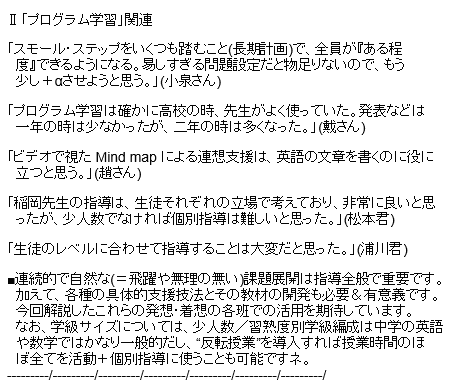 Ⅱ「プログラム学習」関連
「スモール・ステップをいくつも踏むこと(長期計画)で、全員が『ある程
度』できるようになる。易しすぎる問題設定だと物足りないので、もう
少し+αさせようと思う。」(小泉さん)
「プログラム学習は確かに高校の時、先生がよく使っていた。発表などは
一年の時は少なかったが、二年の時は多くなった。」(戴さん)
「ビデオで視た Mind map による連想支援は、英語の文章を書くのに役に
立つと思う。」(趙さん)
「稲岡先生の指導は、生徒それぞれの立場で考えており、非常に良いと思
ったが、少人数でなければ個別指導は難しいと思った。」(松本君)
「生徒のレベルに合わせて指導することは大変だと思った。」(浦川君)
■連続的で自然な(=飛躍や無理の無い)課題展開は指導全般で重要です。
加えて、各種の具体的支援技法とその教材の開発も必要&有意義です。
今回解説したこれらの発想・着想の各班での活用を期待しています。
なお、学級サイズについては、少人数/習熟度別学級編成は中学の英語
や数学ではかなり一般的だし、“反転授業”を導入すれば授業時間のほ
ぼ全てを活動+個別指導に使うことも可能ですネ。
---------/---------/---------/---------/---------/---------/---------/